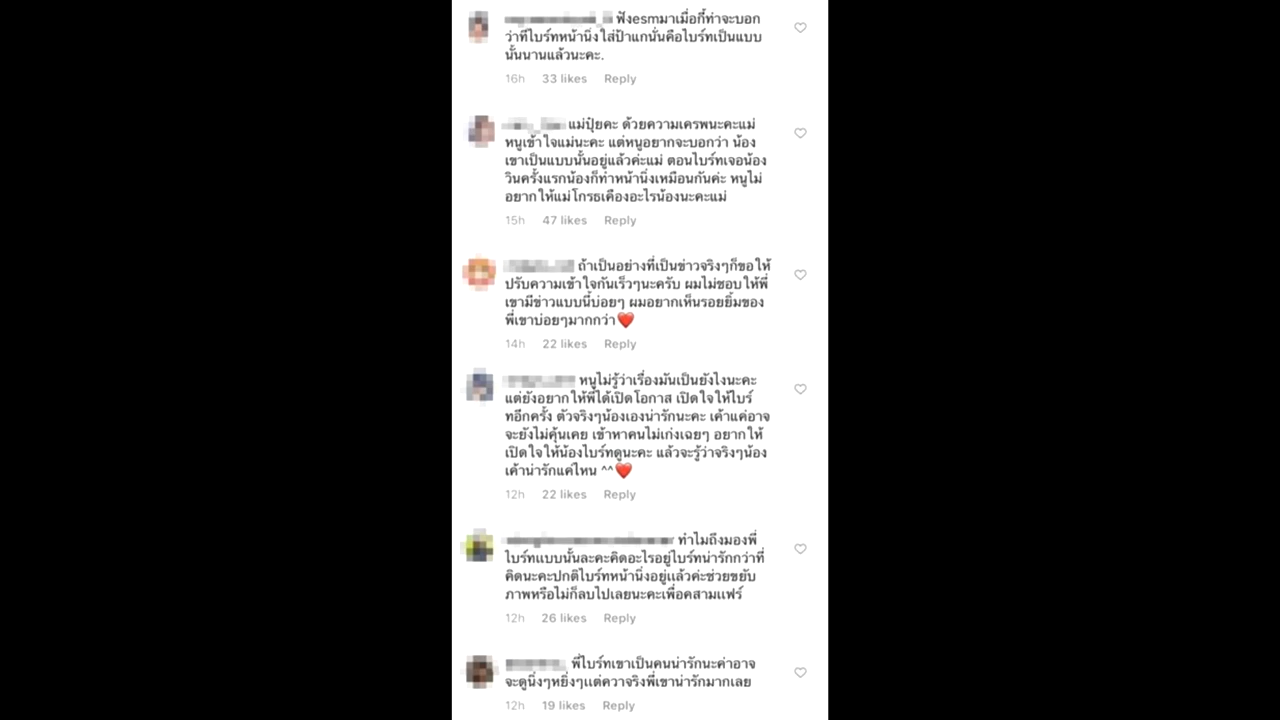 ฟังesmมาเมื่อกี้ท่าจะบอก
ว่าที่ไบร์ทหน้านิ่งใส่ป้าแกนั่นคือไบร์ทเป็นแบบ
นั้นนานแล้วนะคะ.
16h 33 likes Reply
แม่ปุ๋ยคะ ด้วยความเครพนะคะแม่
หนูเข้าใจแม่นะคะ แต่หนูอยากจะบอกว่า น้อง
เขาเป็นแบบนั้นอยู่แล้วค่ะแม่ ตอนไบร์ทเจอน้อง
วินครั้งแรกน้องก็ทำหน้านิ่งเหมือนกันค่ะ หนูไม่
อยากให้แม่โกรธเคืองอะไรน้องนะคะแม่
15h 47 likes Reply
ถ้าเป็นอย่างที่เป็นข่าวจริงๆก็ขอให้
ปรับความเข้าใจกันเร็วๆนะครับ ผมไม่ชอบให้พี่
เขามีข่าวแบบนี้บ่อยๆ ผมอยากเห็นรอยยิ้มของ
พี่เขาบ่อยๆมากกว่า❤️
14h 22 likes Reply
หนูไม่รู้ว่าเรื่องมันเป็นยังไงนะคะ
แต่ยังอยากให้พี่ได้เปิดโอกาส เปิดใจให้ไบร์
ทอีกครั้ง ตัวจริงๆน้องเองน่ารักนะคะ เค้าแค่อาจ
จะยังไม่คุ้นเคย เข้าหาคนไม่เก่งเฉยๆ อยากให้
เปิดใจให้น้องไบร์ทดูนะคะ แล้วจะรู้ว่าจริงๆน้อง
เค้าน่ารักแค่ไหน ^^❤️
12h 22 likes Reply
ทำไมถึงมองพี่
ไบร์ทแบบนั้นละคะคิดอะไรอยู่ไบร์ทน่ารักกว่าที่
คิดนะคะปกติไบร์ทหน้านิ่งอยู่แล้วค่ะช่วยขยับ
ภาพหรือไม่ก็ลบไปเลยนะคะเพื่อคสามแฟร์
12h 26 likes Reply
พี่ไบร์ทเขาเป็นคนน่ารักนะค่าอาจ
จะดูนิ่งๆหยิ่งๆแต่ควาจริงพี่เขาน่ารักมากเลย
12h 19 likes Reply